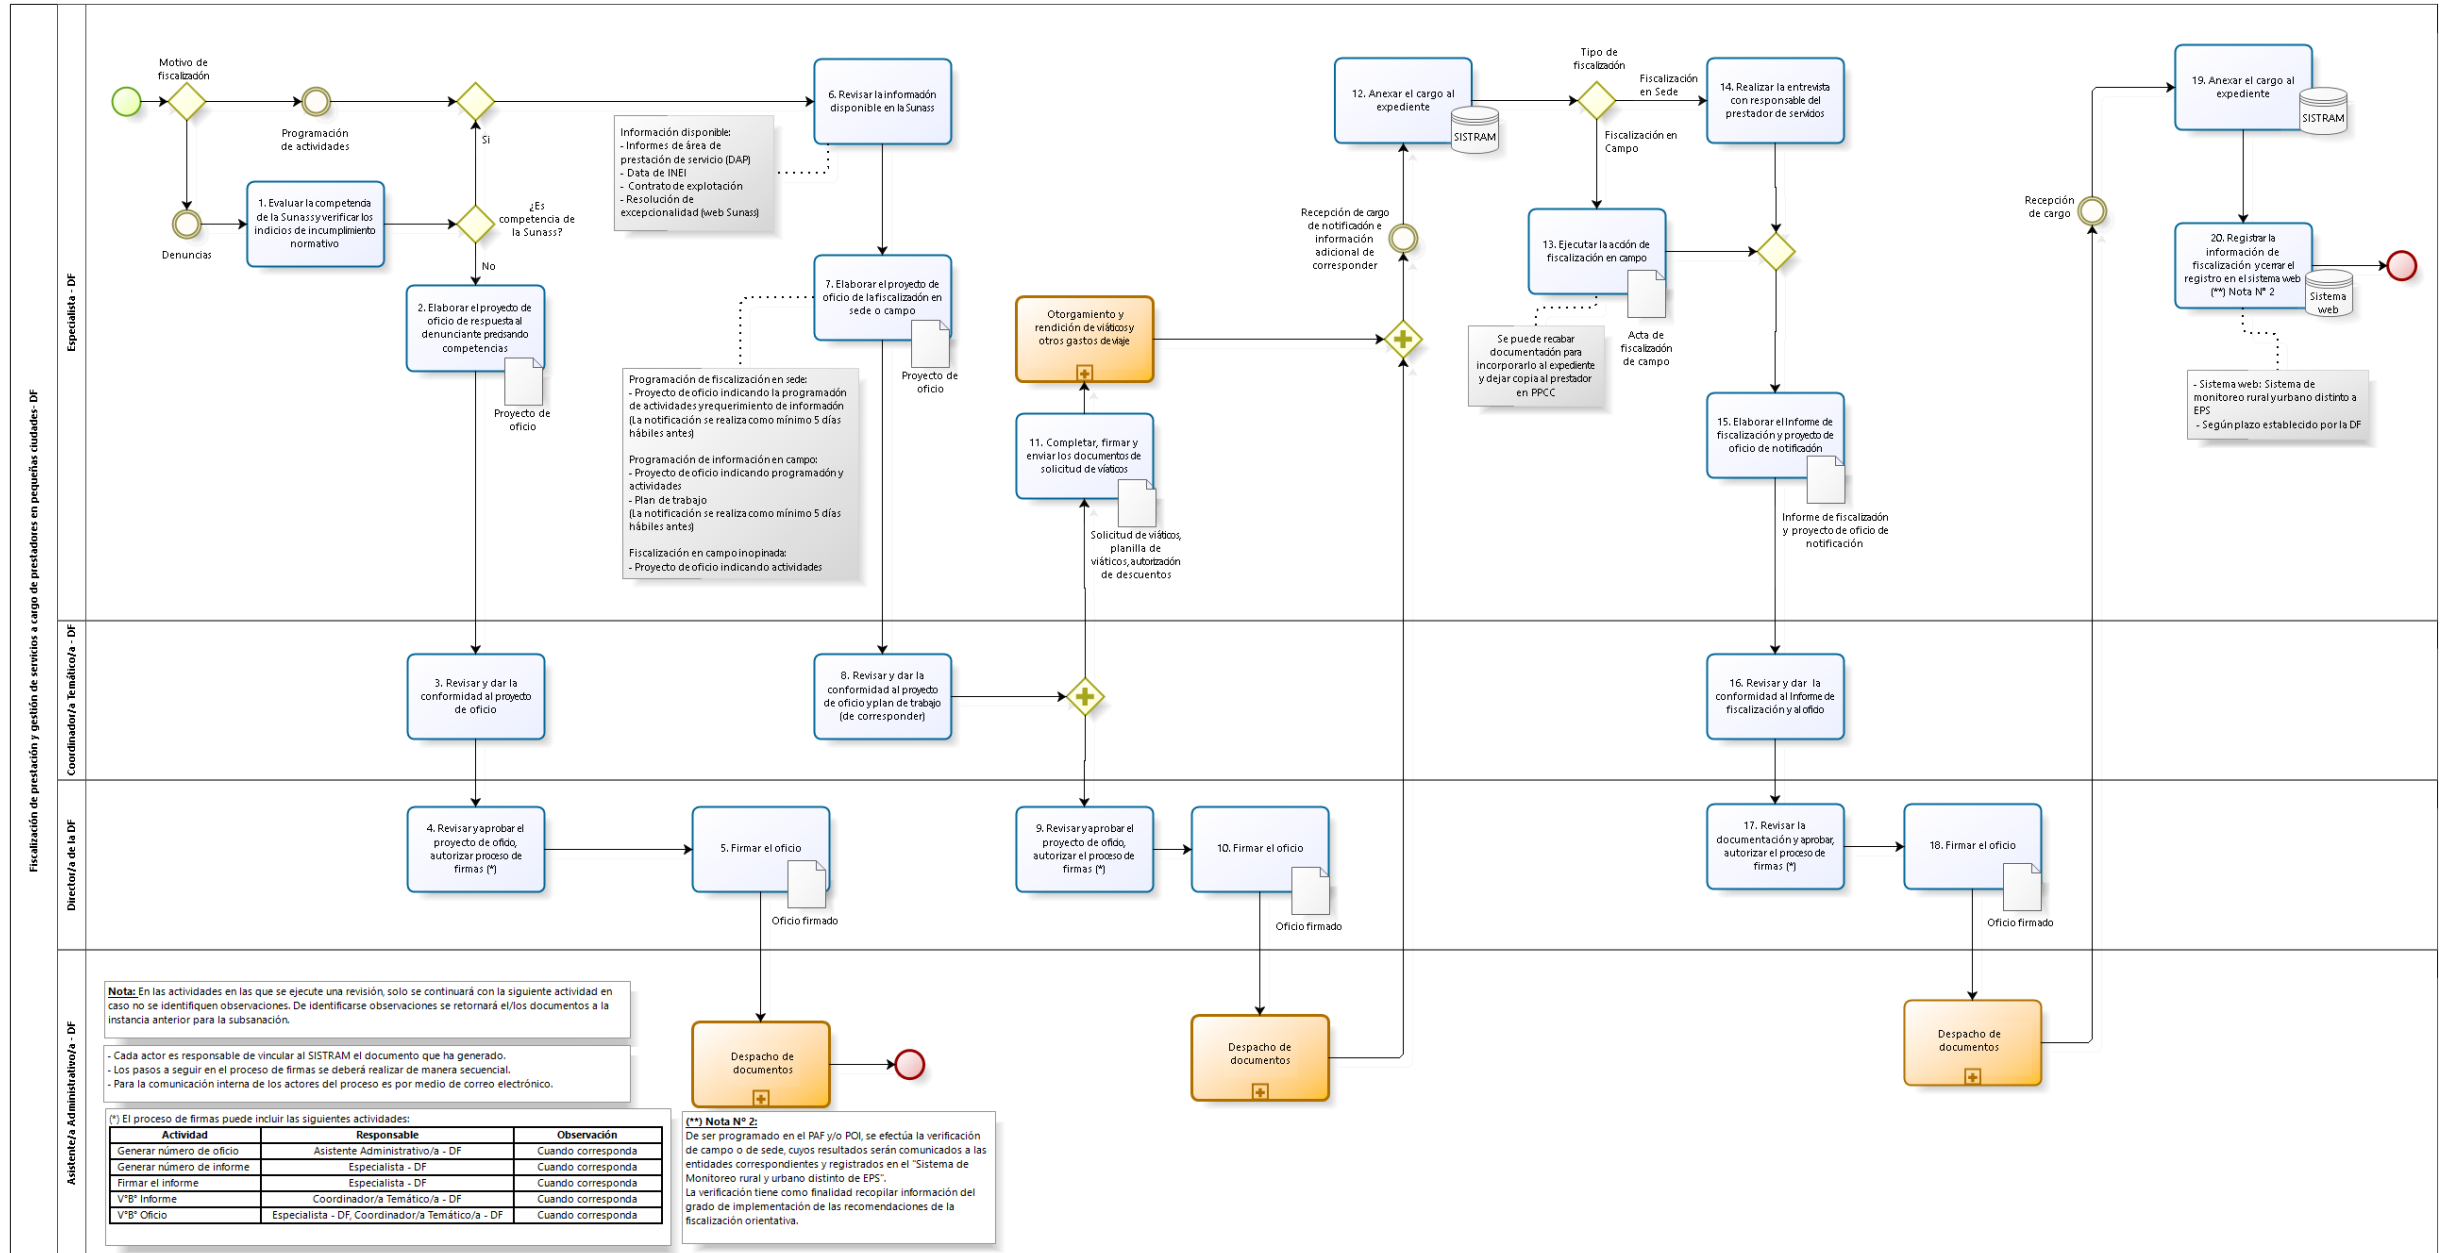 Fiscalización de prestación y gestión de servicios a cargo de prestadores en pequeñas ciudades- DF
Especialista - DF
Motivo de
fiscalización
Programación
de actividades
Denuncias
1. Evaluar la competencia
de la Sunass y verificar los
indicios de incumplimiento
normativo
Si
¿Es
competencia de
la Sunass?
No
2. Elaborar el proyecto de
oficio de respuesta al
denunciante precisando
competencias
Proyecto de
oficio
Información disponible:
- Informes de área de
prestación de servicio (DAP)
- Data de INEI
- Contrato de explotación
- Resolución de
excepcionalidad (web Sunass)
6. Revisar la información
disponible en la Sunass
7. Elaborar el proyecto de
oficio de la fiscalización en
sede o campo
Proyecto de
oficio
Programación de fiscalización en sede:
- Proyecto de oficio indicando la programación
de actividades y requerimiento de información
(La notificación se realiza como mínimo 5 días
hábiles antes)
Programación de información en campo:
- Proyecto de oficio indicando programación y
actividades
- Plan de trabajo
(La notificación se realiza como mínimo 5 días
hábiles antes)
Fiscalización en campo inopinada:
- Proyecto de oficio indicando actividades
Otorgamiento y
rendición de viáticos y
otros gastos de viaje
11. Completar, firmar y
enviar los documentos de
solicitud de víaticos
Solicitud de viáticos,
planilla de
viáticos, autorización
de descuentos
Recepción de cargo
de notificación e
información
adicional de
corresponder
12. Anexar el cargo al
expediente
SISTRAM
Tipo de
fiscalización
Fiscalización
en Sede
Fiscalización en
Campo
14. Realizar la entrevista
con responsable del
prestador de servicios
13. Ejecutar la acción de
fiscalización en campo
Acta de
fiscalización
de campo
Se puede recabar
documentación para
incorporarlo al expediente
y dejar copia al prestador
en PPCC
15. Elaborar el Informe de
fiscalización y proyecto de
oficio de notificación
Informe de fiscalización
y proyecto de oficio de
notificación
Recepción
de cargo
19. Anexar el cargo al
expediente
SISTRAM
20. Registrar la
información de
fiscalización y cerrar el
registro en el sistema web
(**) Nota N° 2
Sistema
web
- Sistema web: Sistema de
monitoreo rural y urbano distinto a
EPS
- Según plazo establecido por la DF
Coordinador/a Temático/a - DF
3. Revisar y dar la
conformidad al proyecto
de oficio
8. Revisar y dar la
conformidad al proyecto
de oficio y plan de trabajo
(de corresponder)
16. Revisar y dar la
conformidad al Informe de
fiscalización y al oficio
Director/a de la DF
4. Revisar y aprobar el
proyecto de oficio,
autorizar proceso de
firmas (*)
5. Firmar el oficio
Oficio firmado
9. Revisar y aprobar el
proyecto de oficio,
autorizar el proceso de
firmas (*)
10. Firmar el oficio
Oficio firmado
17. Revisar la
documentación y aprobar,
autorizar el proceso de
firmas (*)
18. Firmar el oficio
Oficio firmado
Asistente/a Administrativo/a - DF
Nota: En las actividades en las que se ejecute una revisión, solo se continuará con la siguiente actividad en
caso no se identifiquen observaciones. De identificarse observaciones se retornará el/los documentos a la
instancia anterior para la subsanación.
- Cada actor es responsable de vincular al SISTRAM el documento que ha generado.
- Los pasos a seguir en el proceso de firmas se deberá realizar de manera secuencial.
- Para la comunicación interna de los actores del proceso es por medio de correo electrónico.
(*) El proceso de firmas puede incluir las siguientes actividades:
Actividad Responsable Observación
Generar número de oficio Asistente Administrativo/a - DF Cuando corresponda
Generar número de informe Especialista - DF Cuando corresponda
Firmar el informe Especialista - DF Cuando corresponda
V°B° Informe Coordinador/a Temático/a - DF Cuando corresponda
V°B° Oficio Especialista - DF, Coordinador/a Temático/a - DF Cuando corresponda
Despacho de
documentos
(**) Nota Nº 2:
De ser programado en el PAF y/o POI, se efectúa la verificación
de campo o de sede, cuyos resultados serán comunicados a las
entidades correspondientes y registrados en el "Sistema de
Monitoreo rural y urbano distinto de EPS".
La verificación tiene como finalidad recopilar información del
grado de implementación de las recomendaciones de la
fiscalización orientativa.
Despacho de
documentos
Despacho de
documentos